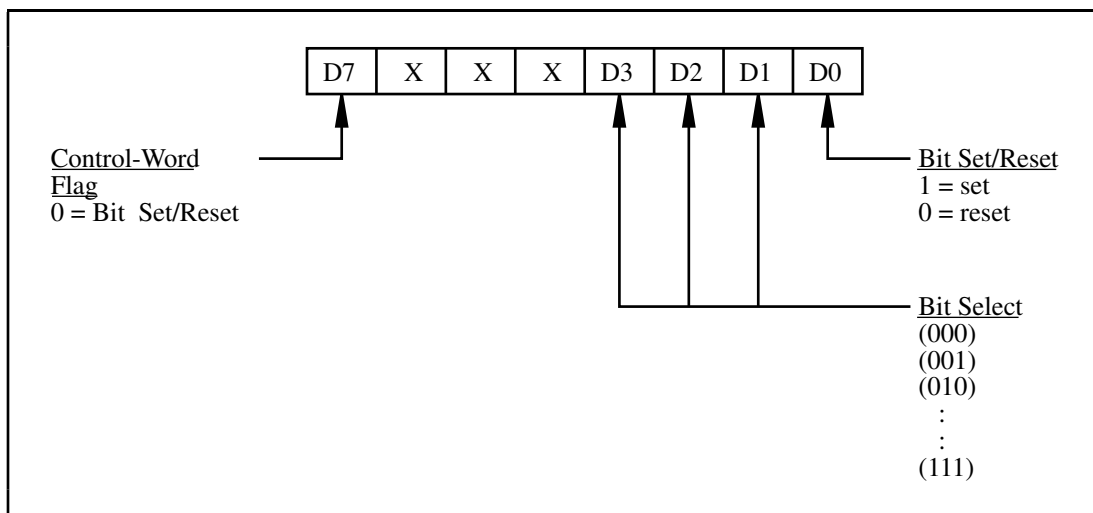 D7 X X X D3 D2 D1 D0
Control-Word
Flag
0 = Bit Set/Reset
Bit Set/Reset
1 = set
0 = reset
Bit Select
(000)
(001)
(010)
:
:
(111)